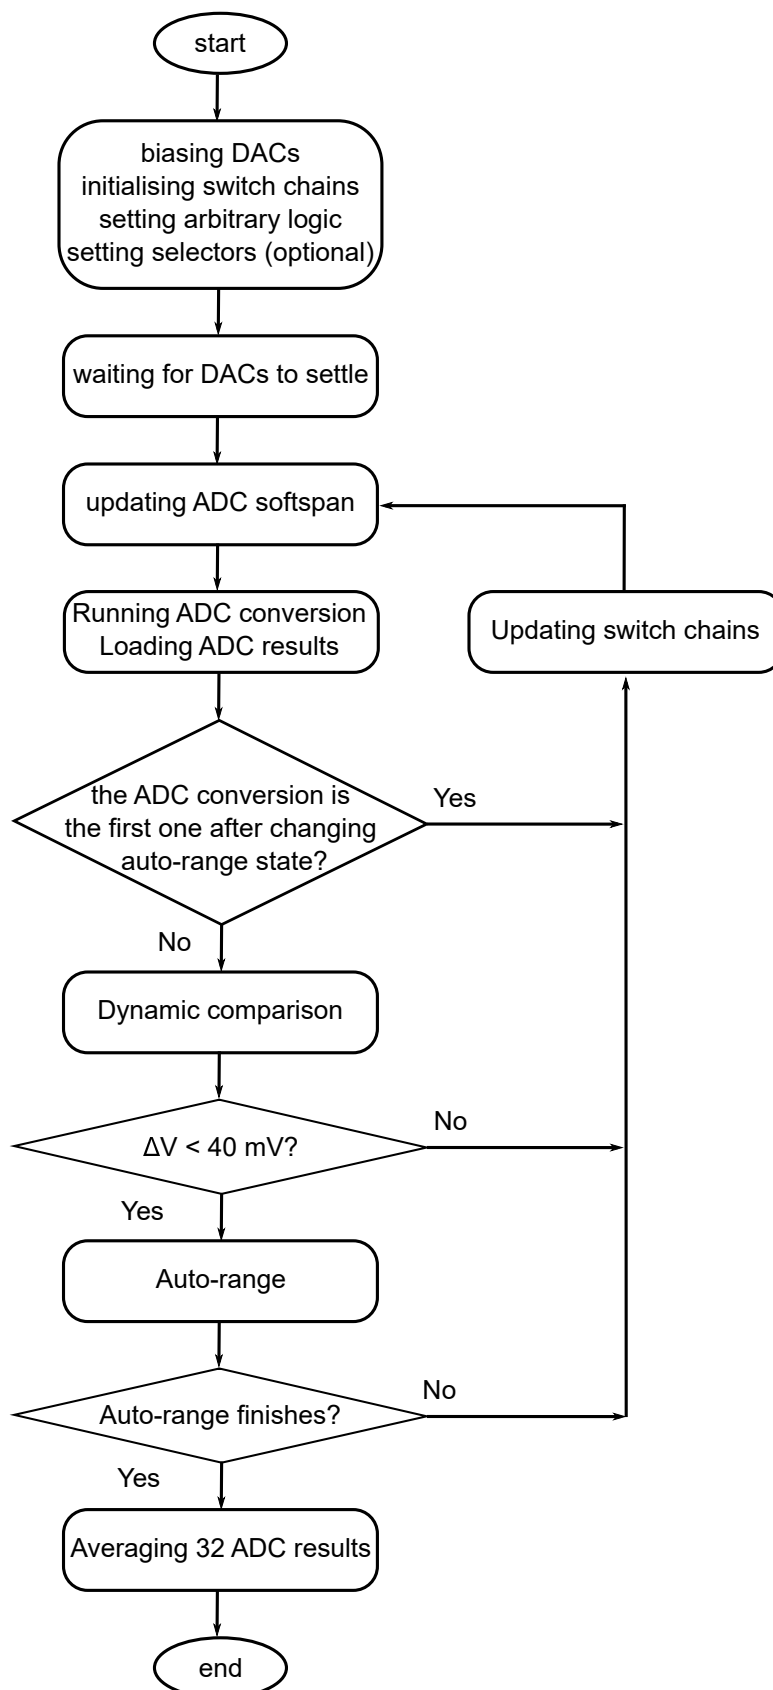 start
biasing DACs
initialising switch chains
setting arbitrary logic
setting selectors (optional)
waiting for DACs to settle
updating ADC softspan
Running ADC conversion
Loading ADC results
Updating switch chains
the ADC conversion is
the first one after changing
auto-range state?
Yes
No
Dynamic comparison
ΔV < 40 mV?
No
Yes
Auto-range
Auto-range finishes?
No
Yes
Averaging 32 ADC results
end